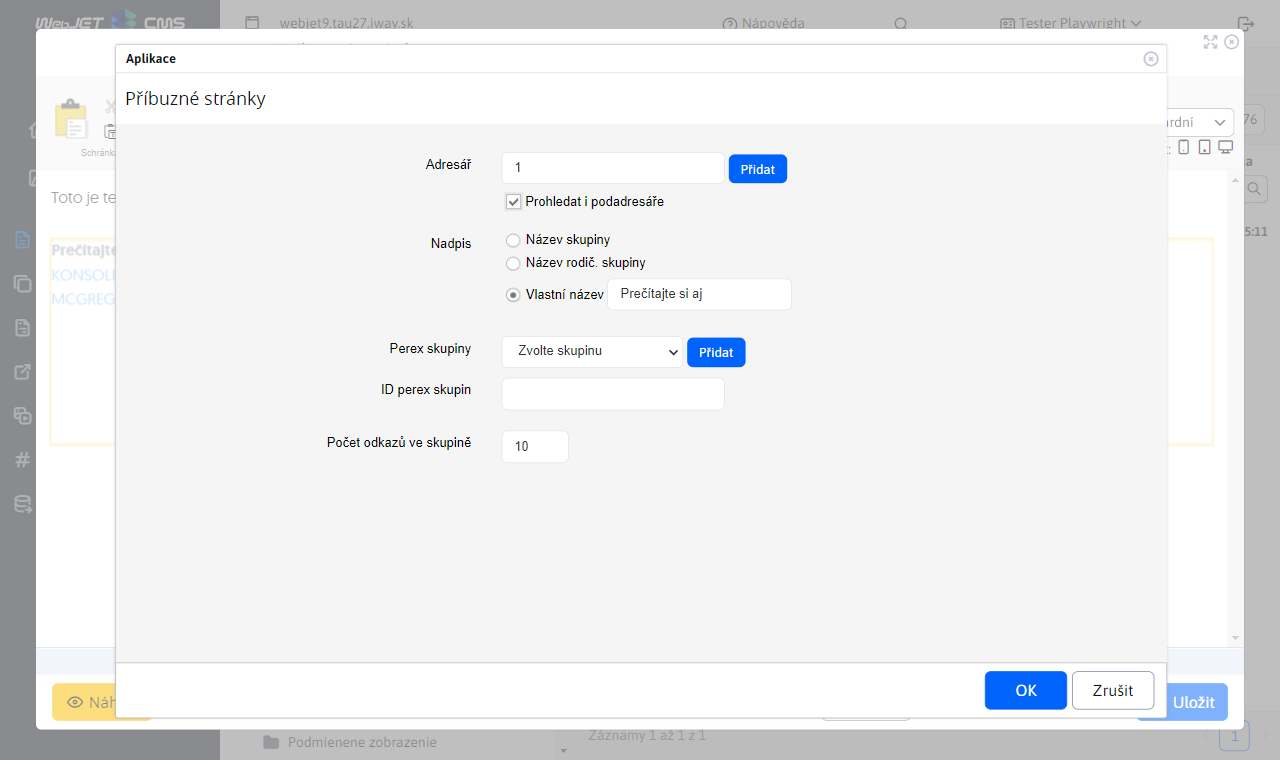 WebJET CMS
webjet9.tau27.iway.sk
Nápověda
Tester Playwright
Aplikace
Příbuzné stránky
Adresář
1
Přidat
Prohledat i podadresáře
Nadpis
Název skupiny
Název rodič. skupiny
Vlastní název
Prečítajte si aj
Perex skupiny
Zvolte skupinu
Přidat
ID perex skupin
Počet odkazů ve skupině
10
OK
Zrušit
Toto je te
Prečítajte
KONSOLI
MCGREG
Schránka
rdní
76
5:11
Náh
Uložit
Podmienene zobrazenie
Záznamy 1 až 1 z 1
1